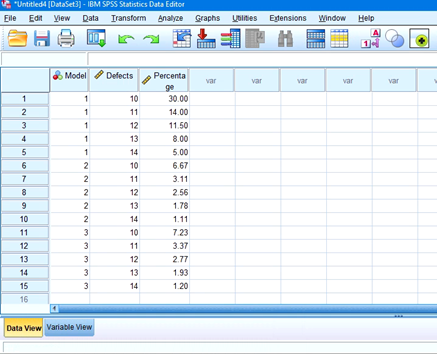 *Untitled4 [DataSet3] - IBM SPSS Statistics Data Editor
File Edit View Data Transform Analyze Graphs Utilities Extensions Window Help
Model Defects Percenta
ge var var var var var
1 1 10 30.00
2 1 11 14.00
3 1 12 11.50
4 1 13 8.00
5 1 14 5.00
6 2 10 6.67
7 2 11 3.11
8 2 12 2.56
9 2 13 1.78
10 2 14 1.11
11 3 10 7.23
12 3 11 3.37
13 3 12 2.77
14 3 13 1.93
15 3 14 1.20
16
Data View Variable View